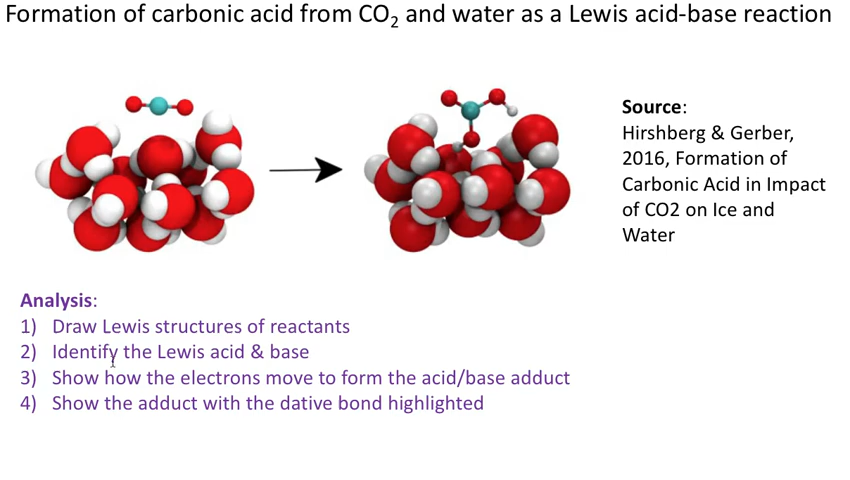 Formation of carbonic acid from CO₂ and water as a Lewis acid-base reaction
Source:
Hirshberg & Gerber,
2016, Formation of
Carbonic Acid in Impact
of CO2 on Ice and
Water
Analysis:
1) Draw Lewis structures of reactants
2) Identify the Lewis acid & base
3) Show how the electrons move to form the acid/base adduct
4) Show the adduct with the dative bond highlighted